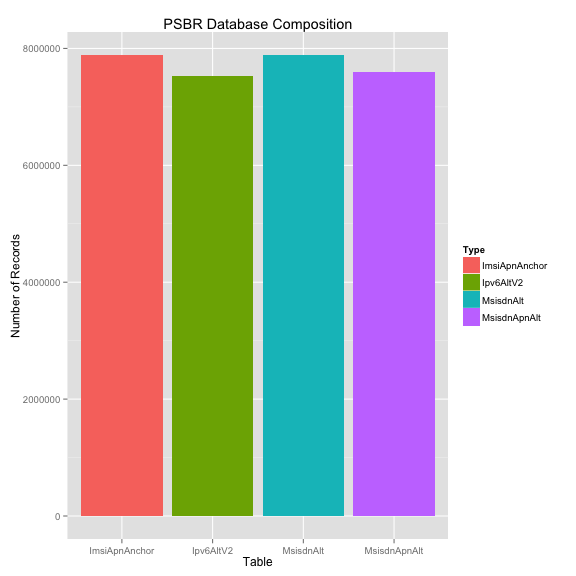 PSBR Database Composition
8000000
6000000
4000000
2000000
0
Number of Records
ImsiApnAnchor
Ipv6AltV2
MsisdnAlt
MsisdnApnAlt
Table
Type
ImsiApnAnchor
Ipv6AltV2
MsisdnAlt
MsisdnApnAlt